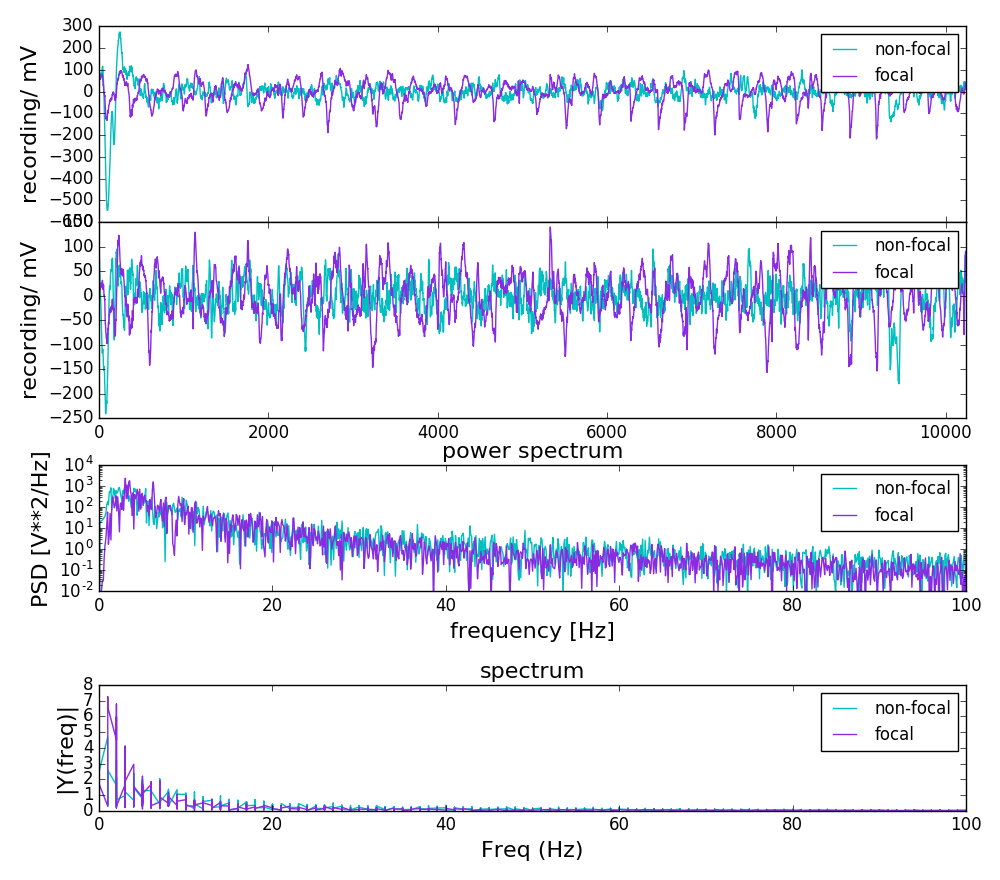 300
200
100
0
−100
−200
−300
−400
−500
−600
recording/ mV
non-focal
focal
150
100
50
0
−50
−100
−150
−200
−250
recording/ mV
non-focal
focal
0 2000 4000 6000 8000 10000
power spectrum
10^4
10^3
10^2
10^1
10^0
10^-1
10^-2
PSD [V**2/Hz]
non-focal
focal
0 20 40 60 80 100
frequency [Hz]
spectrum
8
7
6
5
4
3
2
1
0
|Y(freq)|
non-focal
focal
0 20 40 60 80 100
Freq (Hz)